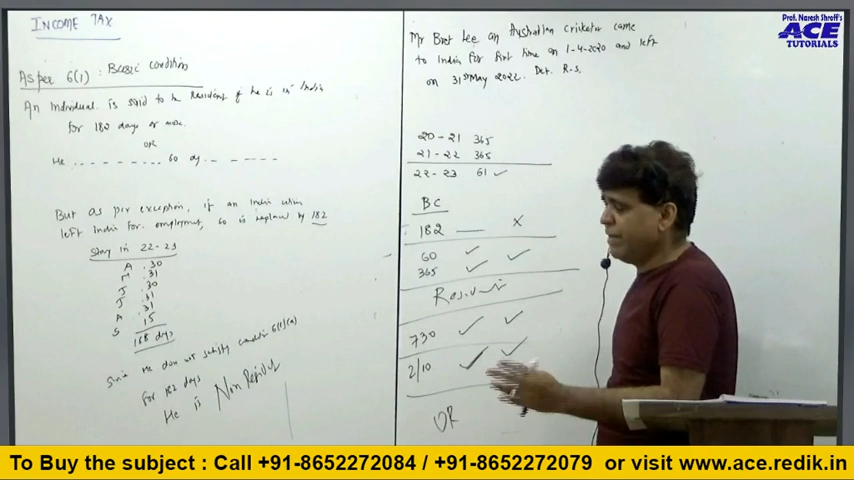 INCOME TAX
As per 6(1) : Basic condition
An Individual is said to be Resident if he is in India
for 182 days or more
OR
He - - - - - - - - - 60 dy - - - - - - -
But as per exception, if an Indian citizen
left India for employment, 60 is replaced by 182
Stay in 22-23
A . 30
M . 31
J . 30
J . 31
A . 31
S 15
168 days
Since He does not satisfy condition 6(1)(a)
for 182 days
He is Non Resident
Mr Bret Lee an Australian cricketer came
to India for first time on 1-4-2020 and left
on 31st May 2022. Det. R.S.
20-21 365
21-22 365
22-23 61 ✓
BC
182 — ×
60 ✓
365 ✓ ✓
Resident
730 ✓ ✓
2/10 ✓ ✓
OR
Prof. Naresh Shroff's
ACE
TUTORIALS
To Buy the subject : Call +91-8652272084 / +91-8652272079 or visit www.ace.redik.in